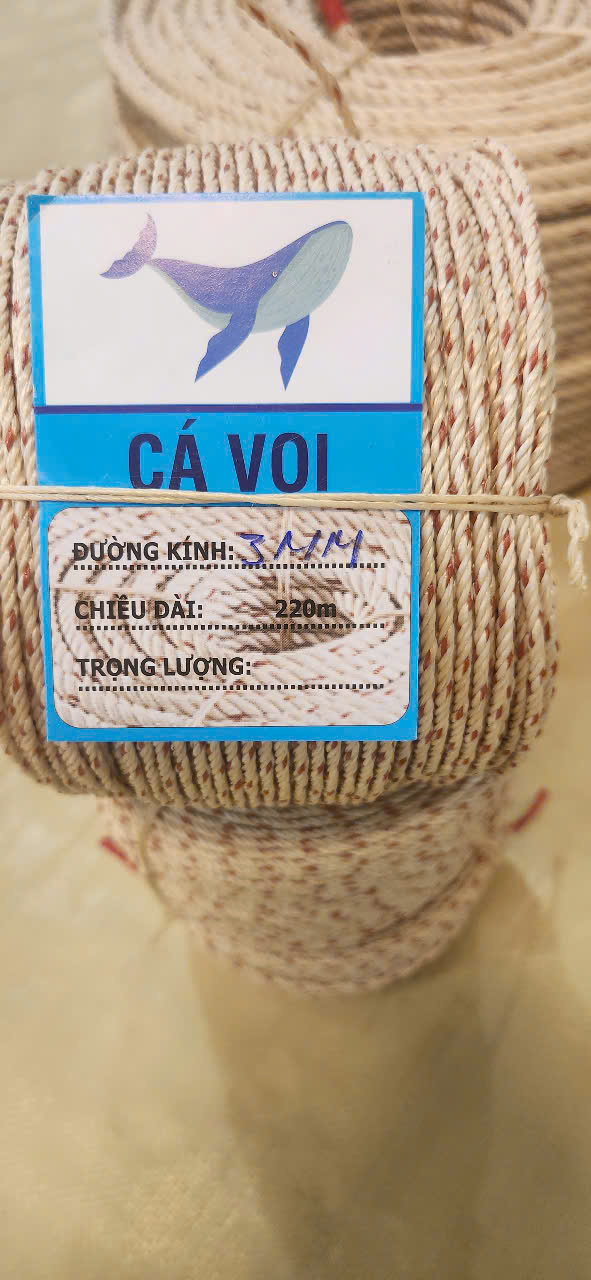 CÁ VOI
ĐƯỜNG KÍNH: 3MM
CHIỀU DÀI: 220m
TRỌNG LƯỢNG: